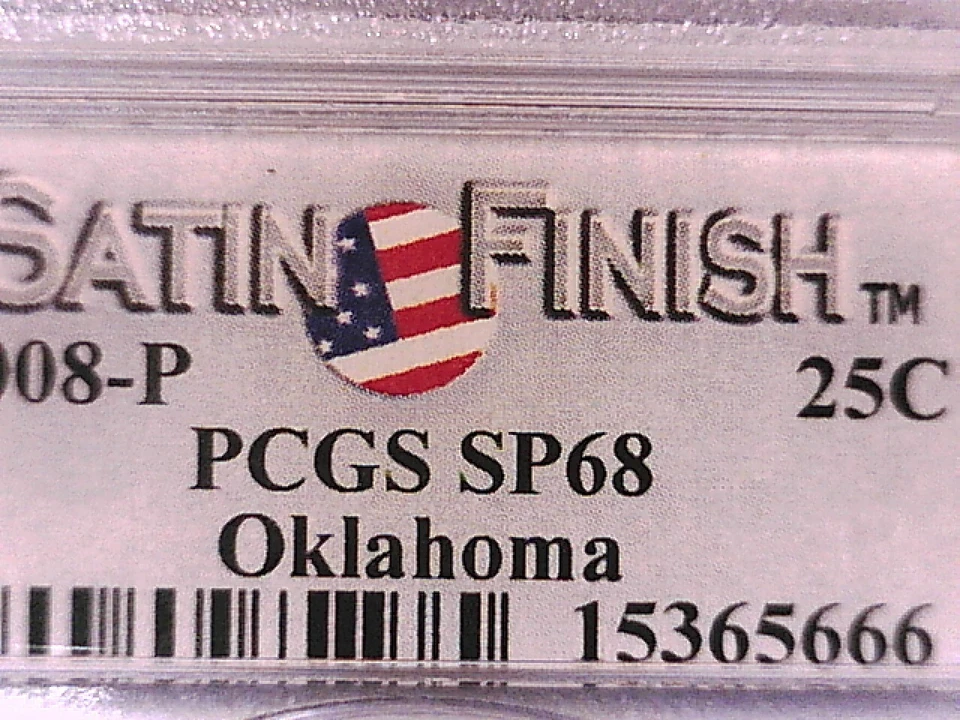 SATIN FINISH TM
008-P 25C
PCGS SP68
Oklahoma
15365666